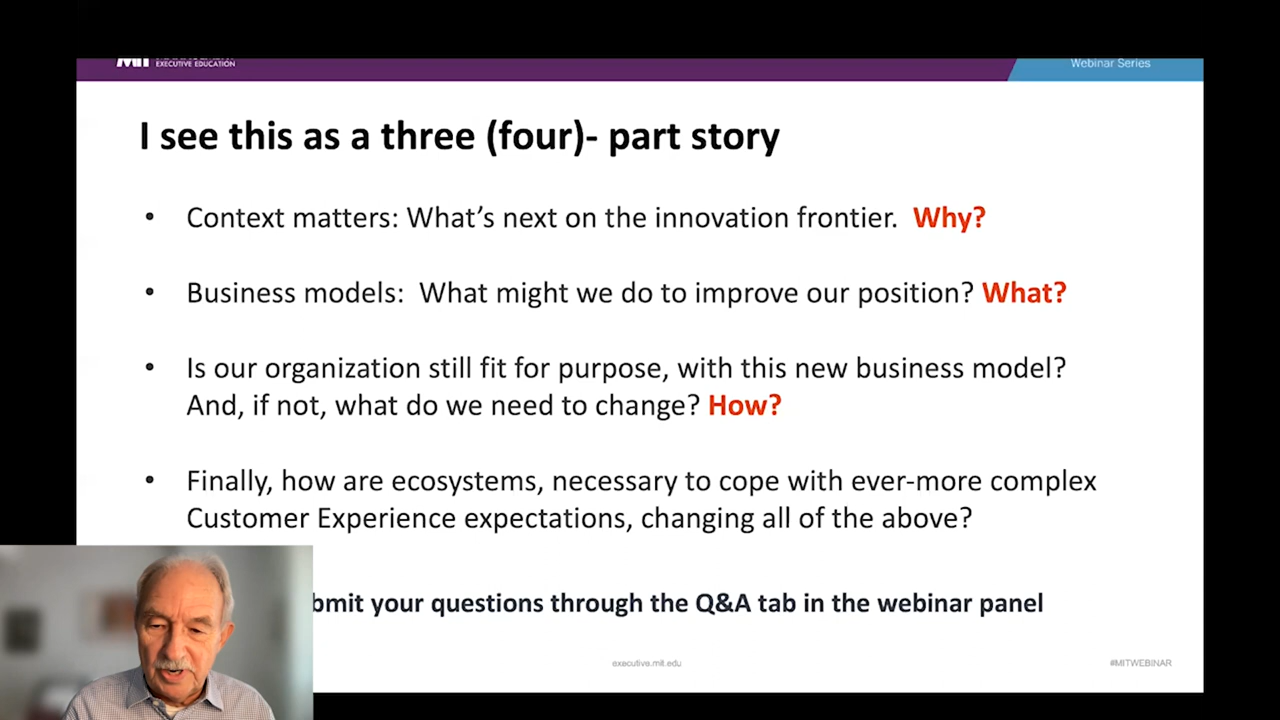 EXECUTIVE EDUCATION
Webinar Series
I see this as a three (four)- part story
• Context matters: What's next on the innovation frontier.  Why?
• Business models:  What might we do to improve our position? What?
• Is our organization still fit for purpose, with this new business model?
And, if not, what do we need to change? How?
• Finally, how are ecosystems, necessary to cope with ever-more complex
Customer Experience expectations, changing all of the above?
bmit your questions through the Q&A tab in the webinar panel
executive.mit.edu
#MITWEBINAR